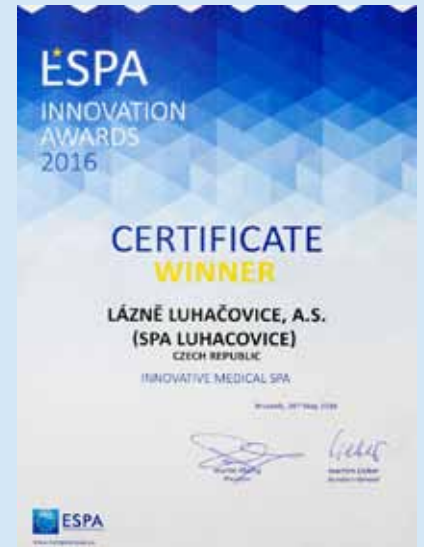 ESPA
INNOVATION
AWARDS
2016
CERTIFICATE
WINNER
LÁZNĚ LUHAČOVICE, A.S.
(SPA LUHACOVICE)
CZECH REPUBLIC
INNOVATIVE MEDICAL SPA
ESPA